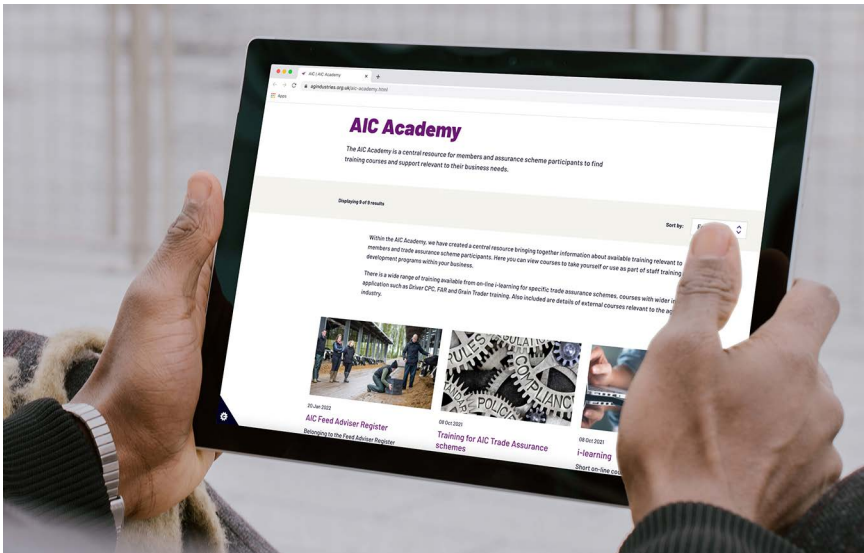 AIC | AIC Academy
agindustries.org.uk/aic-academy.html
Apps
AIC Academy
The AIC Academy is a central resource for members and assurance scheme participants to find
training courses and support relevant to their business needs.
Displaying 9 of 9 results
Sort by:
Within the AIC Academy, we have created a central resource bringing together information about available training relevant to
members and trade assurance scheme participants. Here you can view courses to take yourself or use as part of staff training
development programs within your business.
There is a wide range of training available from on-line i-learning for specific trade assurance schemes, courses with wider
application such as Driver CPC, FAR and Grain Trader training. Also included are details of external courses relevant to the
industry.
RULES
REGULATIONS
COMPLIANCE
STANDARDS
POLICIES
20 Jan 2022
AIC Feed Adviser Register
Belonging to the Feed Adviser Register
08 Oct 2021
Training for AIC Trade Assurance
schemes
08 Oct 2021
i-learning
Short on-line